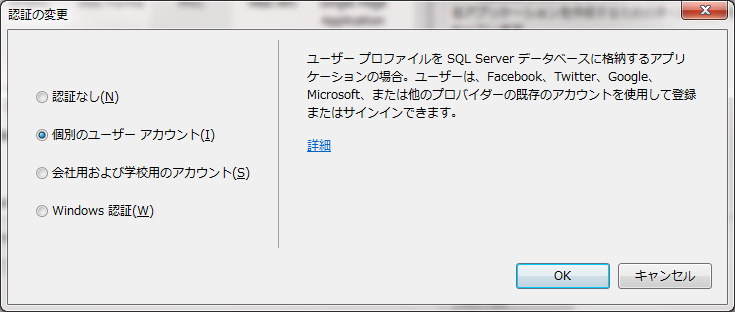 認証の変更
Application
認証なし(N)
個別のユーザー アカウント(I)
会社用および学校用のアカウント(S)
Windows 認証(W)
ユーザー プロファイルを SQL Server データベースに格納するアプリ
ケーションの場合。ユーザーは、Facebook、Twitter、Google、
Microsoft、または他のプロバイダーの既存のアカウントを使用して登録
またはサインインできます。
詳細
OK
キャンセル